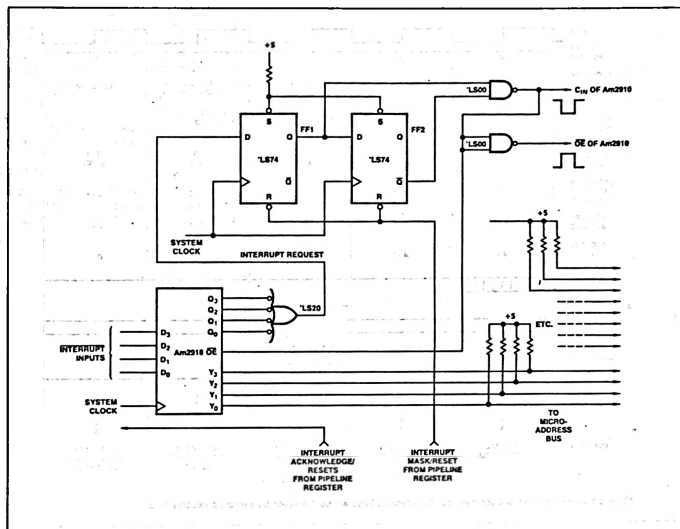 +5
'LS00
C_IN OF Am2910
S
S
D Q FF1
D Q FF2
'LS74
'LS74
Q̅
Q̅
R
R
'LS00
O̅E̅ OF Am2910
SYSTEM
CLOCK
INTERRUPT REQUEST
+5
Q₃
Q₂
Q₁
Q₀
'LS20
D₃
D₂
D₁
D₀
INTERRUPT
INPUTS
Am2918 O̅E̅
Y₃
Y₂
Y₁
Y₀
+5
ETC.
SYSTEM
CLOCK
TO
MICRO-
ADDRESS
BUS
INTERRUPT
ACKNOWLEDGE/
RESETS
FROM PIPELINE
REGISTER
INTERRUPT
MASK/RESET
FROM PIPELINE
REGISTER